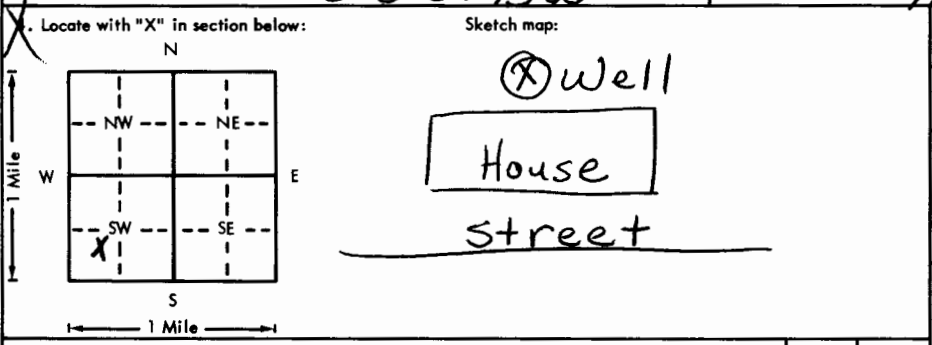 . Locate with "X" in section below:
Sketch map:
N
NW
NE
W
E
1 Mile
SW
SE
X
S
1 Mile
X Well
House
street